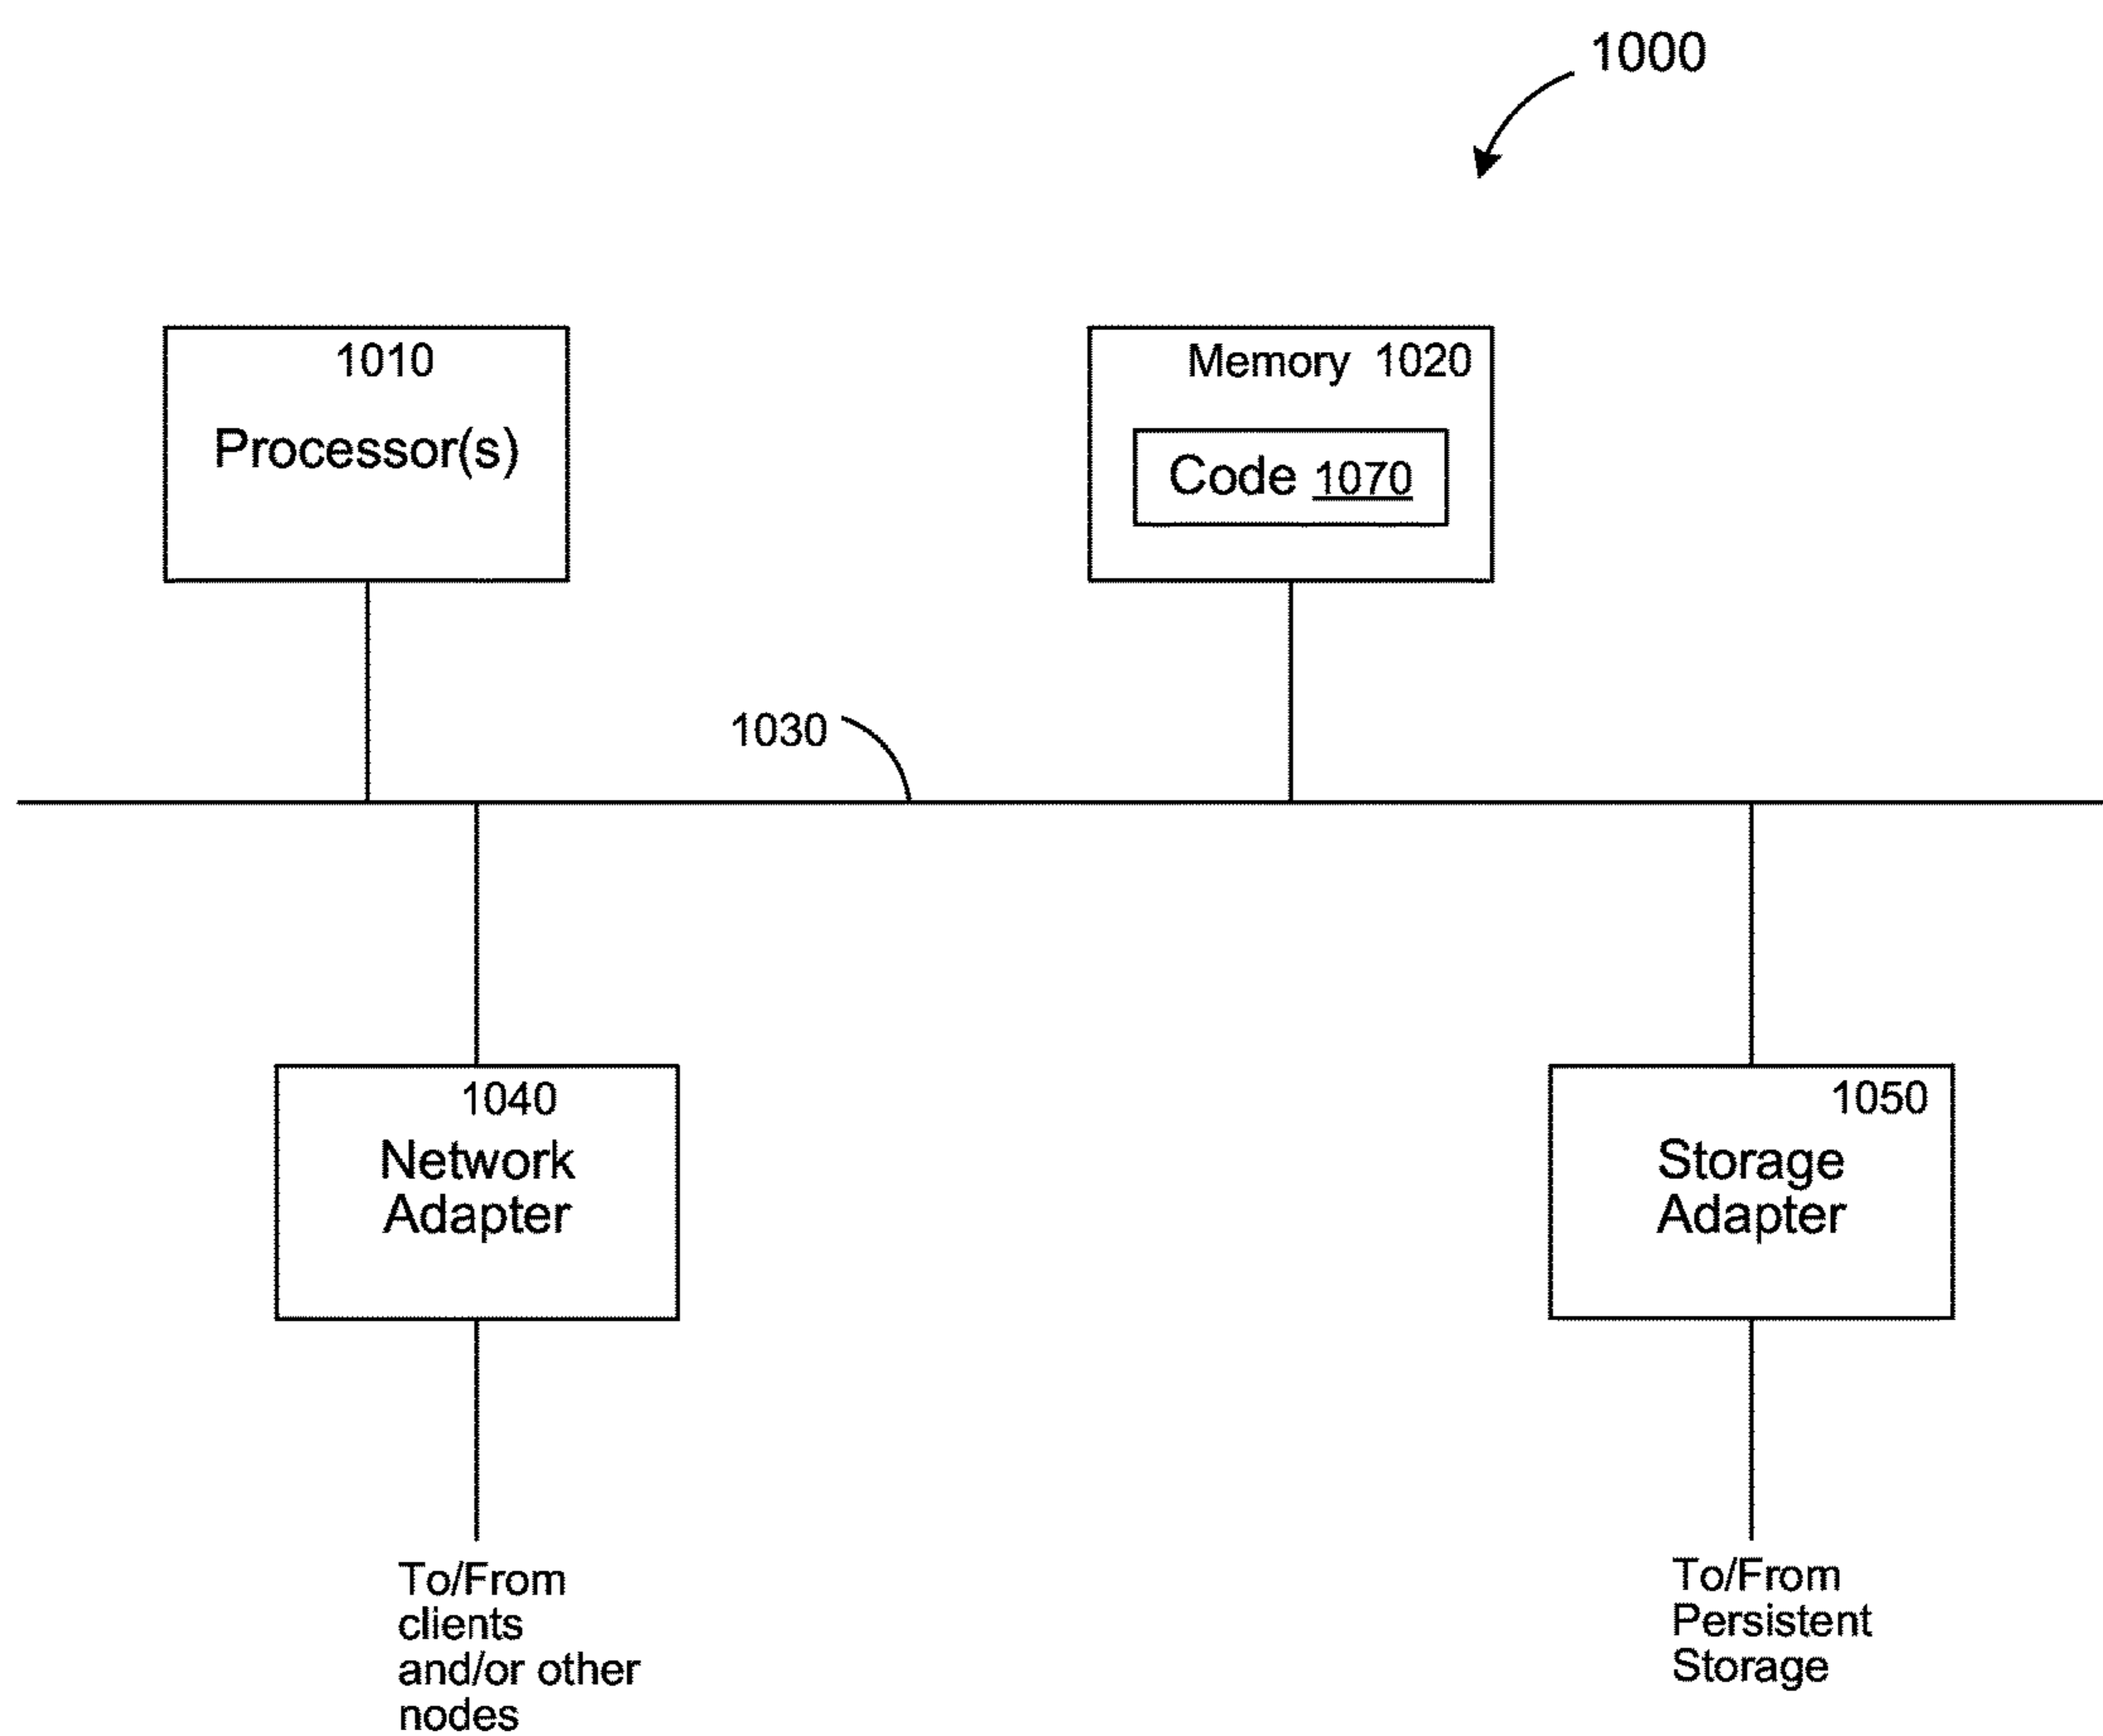 1000
1010
Processor(s)
Memory 1020
Code 1070
1030
1040
Network
Adapter
1050
Storage
Adapter
To/From
clients
and/or other
nodes
To/From
Persistent
Storage